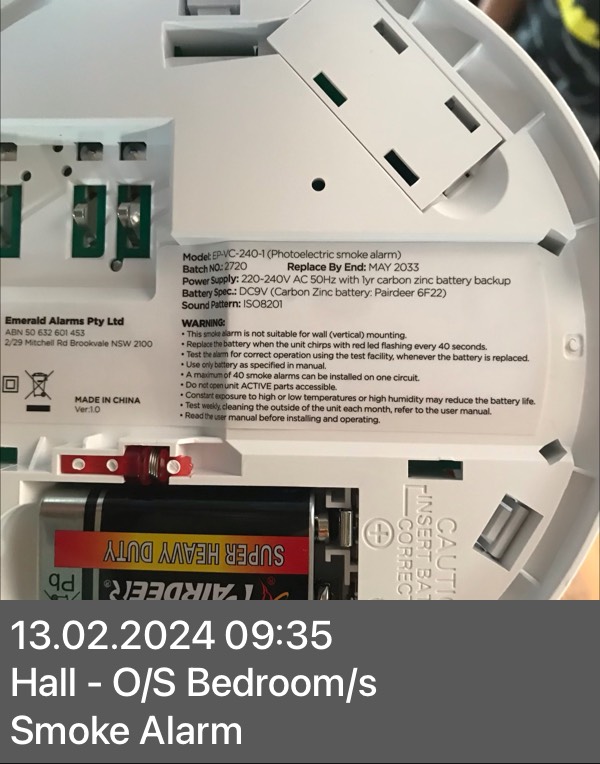 Model: EP-VC-240-1 (Photoelectric smoke alarm)
Batch NO.: 2720 Replace By End: MAY 2033
Power Supply: 220-240V AC 50Hz with 1yr carbon zinc battery backup
Battery Spec.: DC9V (Carbon Zinc battery: Pairdeer 6F22)
Sound Pattern: ISO8201
WARNING:
• This smoke alarm is not suitable for wall (vertical) mounting.
• Replace the battery when the unit chirps with red led flashing every 40 seconds.
• Test the alarm for correct operation using the test facility, whenever the battery is replaced.
• Use only battery as specified in manual.
• A maximum of 40 smoke alarms can be installed on one circuit.
• Do not open unit ACTIVE parts accessible.
• Constant exposure to high or low temperatures or high humidity may reduce the battery life.
• Test weekly, cleaning the outside of the unit each month, refer to the user manual.
• Read the user manual before installing and operating.
Emerald Alarms Pty Ltd
ABN 50 632 601 453
2/29 Mitchell Rd Brookvale NSW 2100
MADE IN CHINA
Ver:1.0
SUPER HEAVY DUTY
PAIRDEER
Pb
INSERT
13.02.2024 09:35
Hall - O/S Bedroom/s
Smoke Alarm